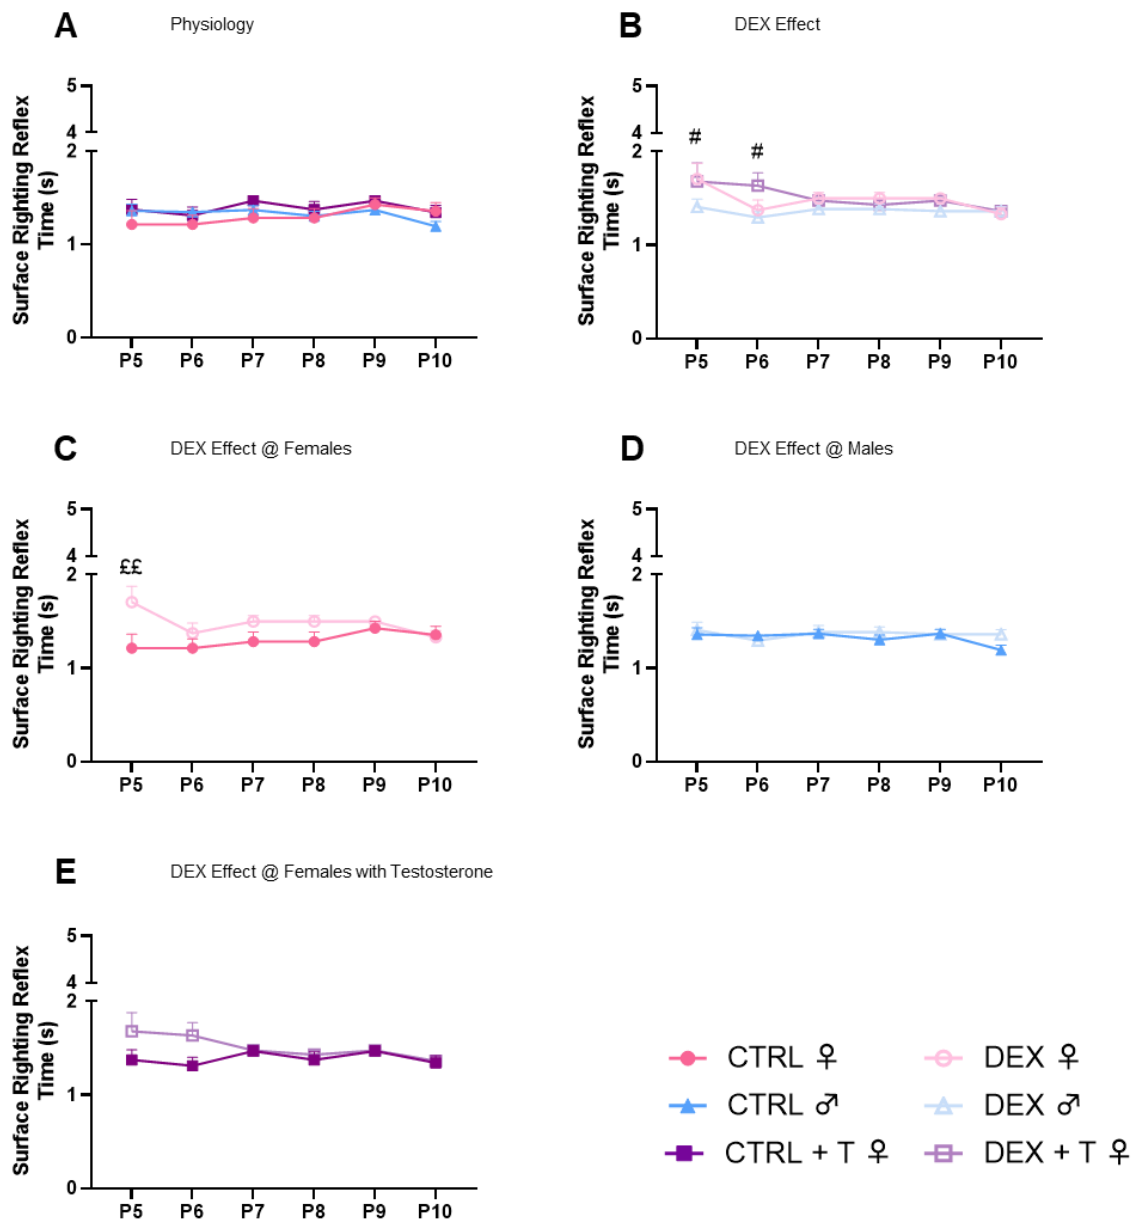 A Physiology
Surface Righting Reflex
Time (s)
5
4
2
1
0
P5 P6 P7 P8 P9 P10
B DEX Effect
Surface Righting Reflex
Time (s)
5
4
2
1
0
# #
P5 P6 P7 P8 P9 P10
C DEX Effect @ Females
Surface Righting Reflex
Time (s)
5
4
2
1
0
££
P5 P6 P7 P8 P9 P10
D DEX Effect @ Males
Surface Righting Reflex
Time (s)
5
4
2
1
0
P5 P6 P7 P8 P9 P10
E DEX Effect @ Females with Testosterone
Surface Righting Reflex
Time (s)
5
4
2
1
0
P5 P6 P7 P8 P9 P10
CTRL ♀ DEX ♀
CTRL ♂ DEX ♂
CTRL + T ♀ DEX + T ♀